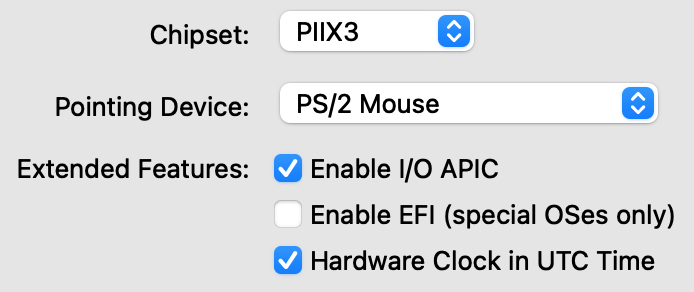 Chipset: PIIX3
Pointing Device: PS/2 Mouse
Extended Features: Enable I/O APIC
Enable EFI (special OSes only)
Hardware Clock in UTC Time